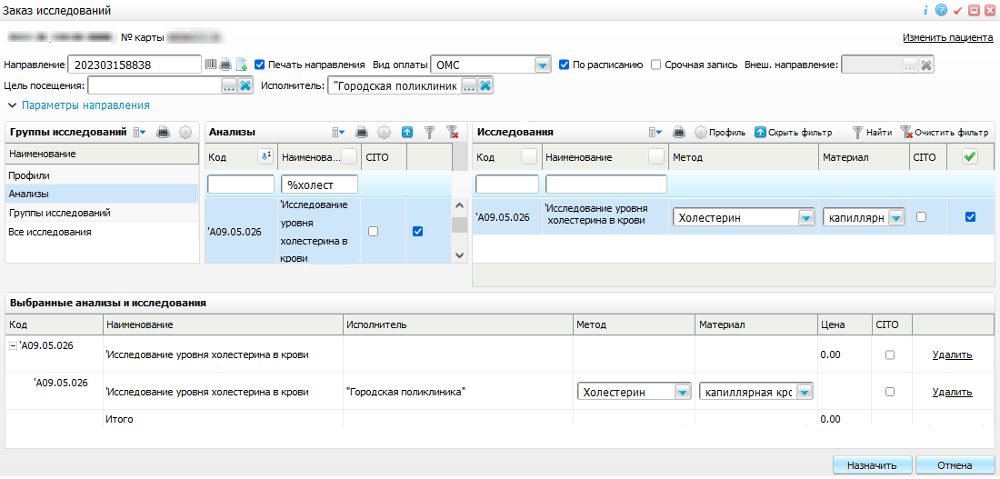 Заказ исследований
№ карты
Изменить пациента
Направление 202303158838 Печать направления Вид оплаты ОМС По расписанию Срочная запись Внеш. направление: ...
Цель посещения: ... Исполнитель: "Городская поликлиник ...
Параметры направления
Группы исследований Анализы Исследования Профиль Скрыть фильтр Найти Очистить фильтр
Наименование Код 1 Наименова... CITO Код Наименование Метод Материал CITO
Профили
Анализы %холест
Группы исследований
Все исследования
'A09.05.026 'Исследование
уровня
холестерина в
крови
'A09.05.026 'Исследование уровня
холестерина в крови
Холестерин капиллярн
Выбранные анализы и исследования
Код Наименование Исполнитель Метод Материал Цена CITO
'A09.05.026 'Исследование уровня холестерина в крови 0.00 Удалить
'A09.05.026 'Исследование уровня холестерина в крови "Городская поликлиника" Холестерин капиллярная кро Удалить
Итого 0.00
Назначить Отмена